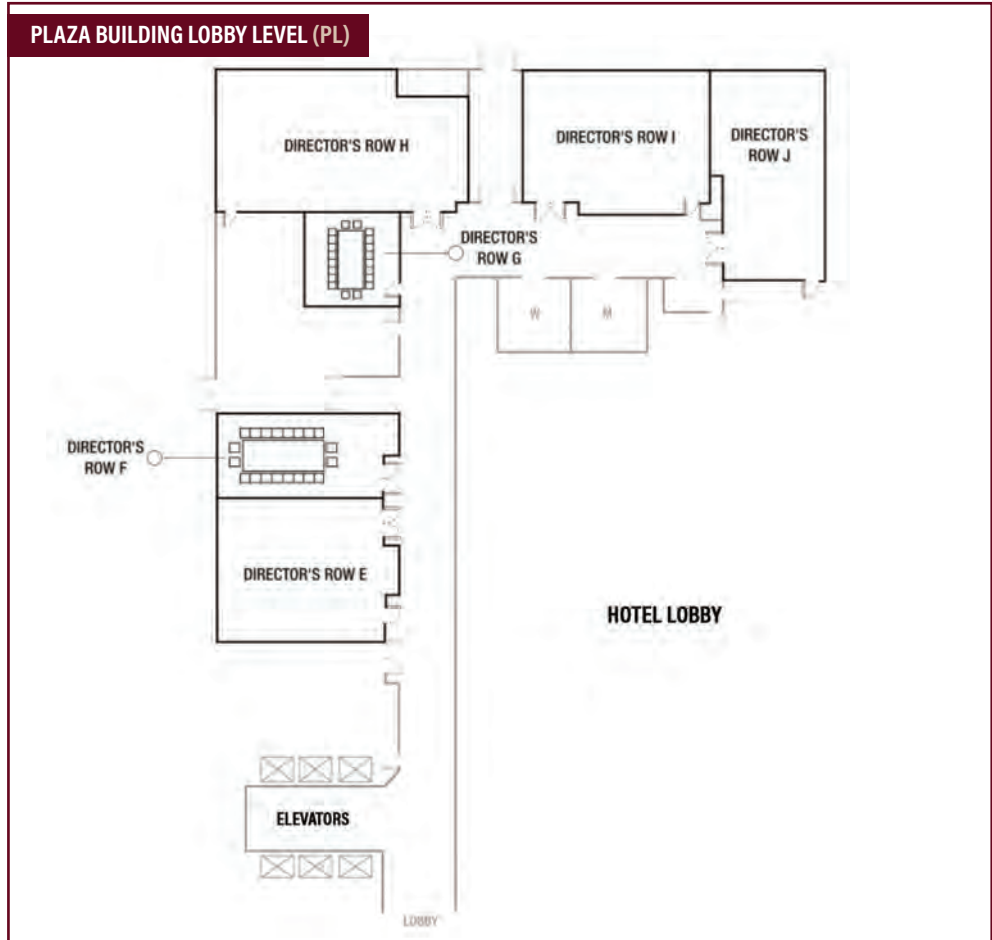 PLAZA BUILDING LOBBY LEVEL (PL)
DIRECTOR'S ROW H
DIRECTOR'S ROW I
DIRECTOR'S
ROW J
DIRECTOR'S
ROW G
W
M
DIRECTOR'S
ROW F
DIRECTOR'S ROW E
HOTEL LOBBY
ELEVATORS
LOBBY